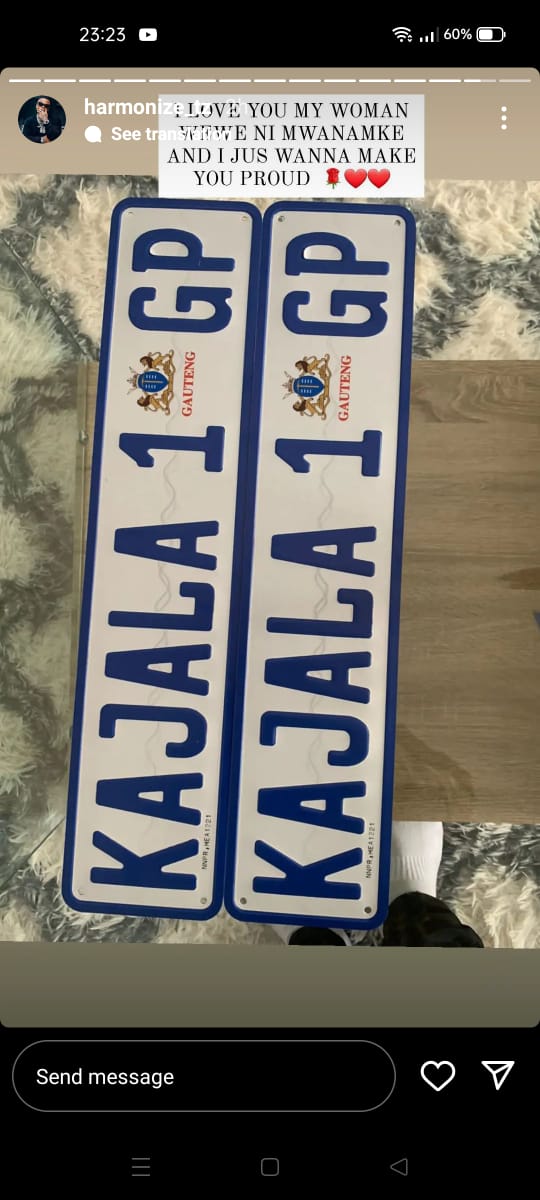 23:23
60%
harmonize_tz
I LOVE YOU MY WOMAN
See translation
WEWE NI MWANAMKE
AND I JUS WANNA MAKE
YOU PROUD 🌹❤️❤️
KAJALA 1 GP
GAUTENG
KAJALA 1 GP
GAUTENG
Send message